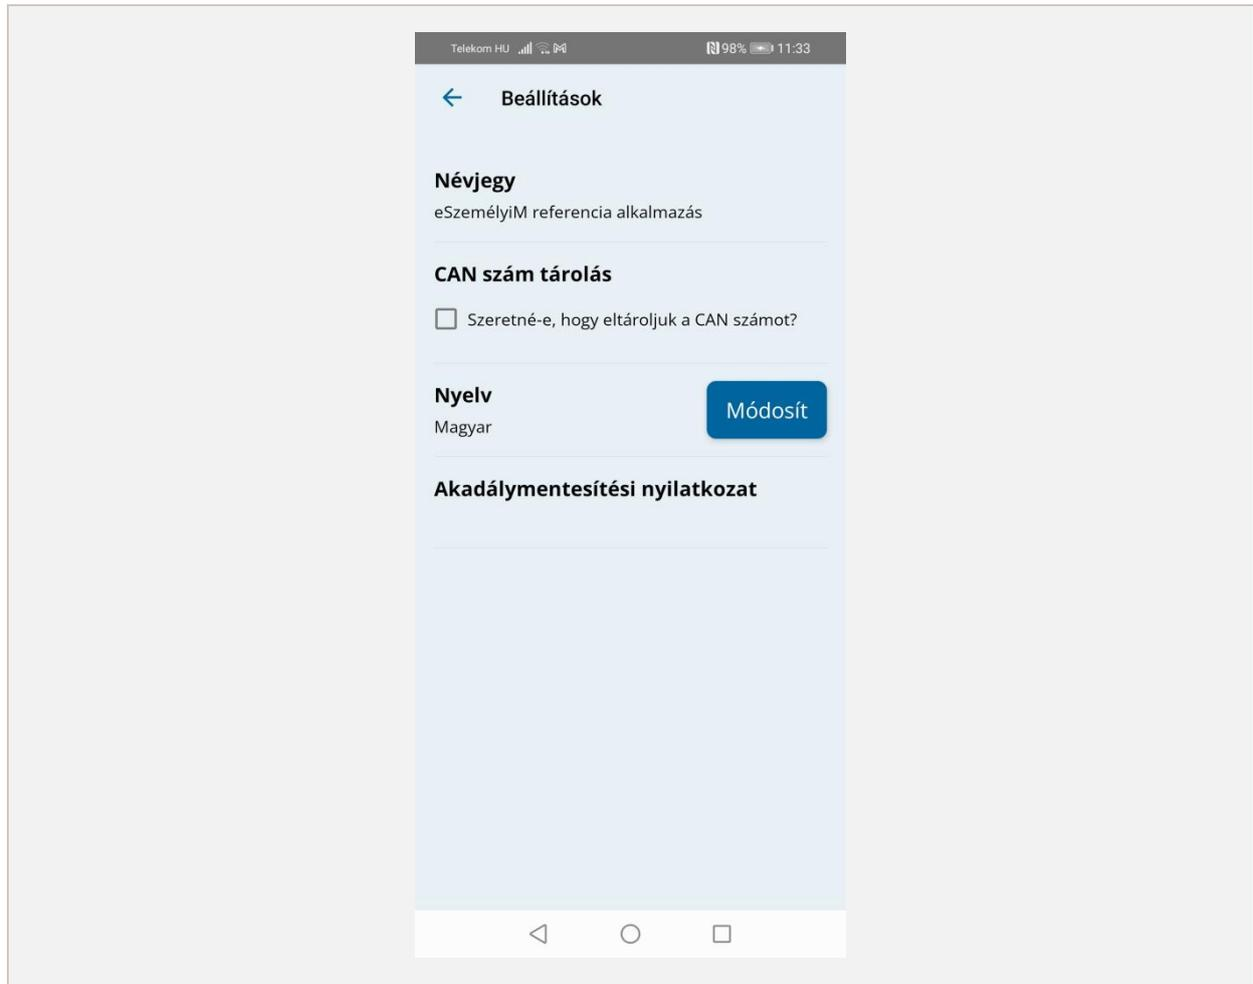 Telekom HU 98% 11:33
Beállítások
Névjegy
eSzemélyiM referencia alkalmazás
CAN szám tárolás
Szeretné-e, hogy eltároljuk a CAN számot?
Nyelv
Módosít
Magyar
Akadálymentesítési nyilatkozat